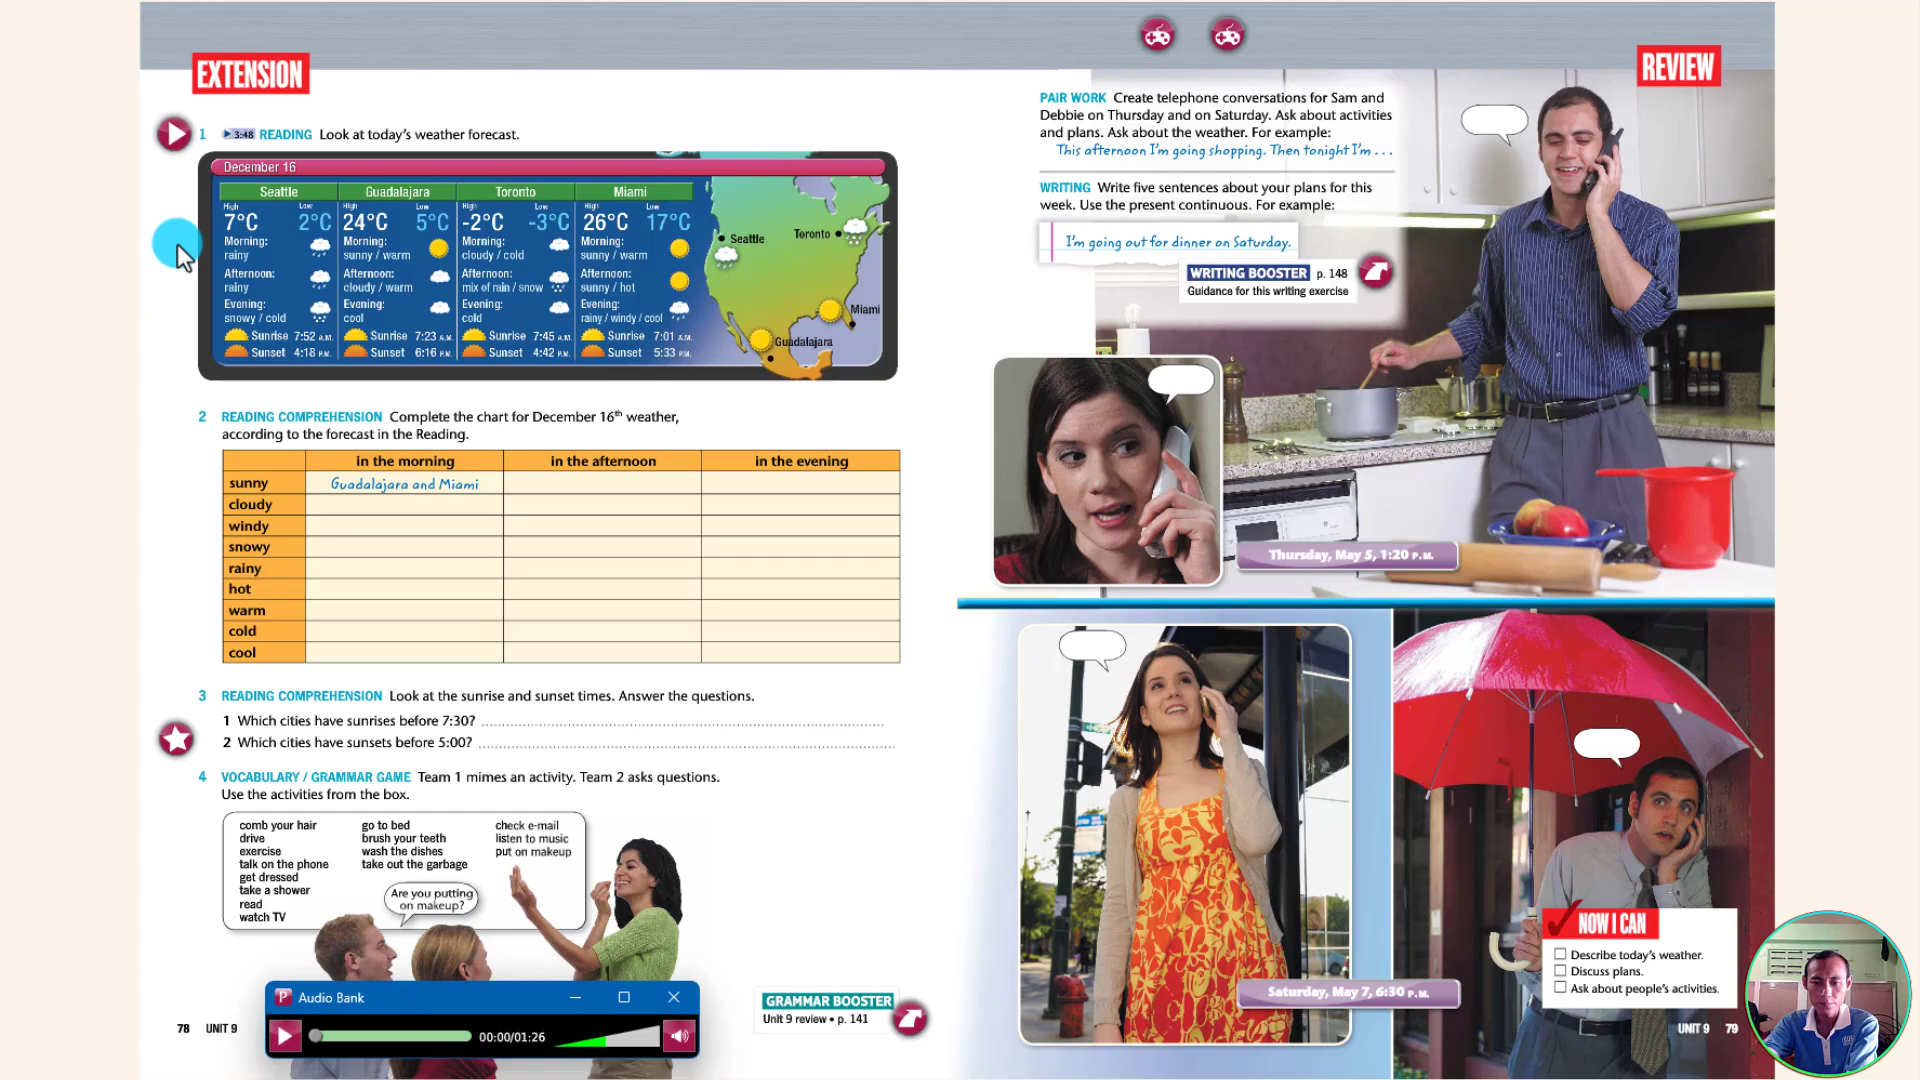 EXTENSION
1 3:48 READING Look at today's weather forecast.
December 16
Seattle Guadalajara Toronto Miami
High Low High Low High Low High Low
7°C 2°C 24°C 5°C -2°C -3°C 26°C 17°C
Morning: Morning: Morning: Morning:
rainy sunny / warm cloudy / cold sunny / warm
Afternoon: Afternoon: Afternoon: Afternoon:
rainy cloudy / warm mix of rain / snow sunny / hot
Evening: Evening: Evening: Evening:
snowy / cold cool cold rainy / windy / cool
Sunrise 7:52 A.M. Sunrise 7:23 A.M. Sunrise 7:45 A.M. Sunrise 7:01 A.M.
Sunset 4:18 P.M. Sunset 6:16 P.M. Sunset 4:42 P.M. Sunset 5:33 P.M.
Seattle
Toronto
Miami
Guadalajara
2 READING COMPREHENSION Complete the chart for December 16th weather,
according to the forecast in the Reading.
in the morning in the afternoon in the evening
sunny Guadalajara and Miami
cloudy
windy
snowy
rainy
hot
warm
cold
cool
3 READING COMPREHENSION Look at the sunrise and sunset times. Answer the questions.
1 Which cities have sunrises before 7:30?
2 Which cities have sunsets before 5:00?
4 VOCABULARY / GRAMMAR GAME Team 1 mimes an activity. Team 2 asks questions.
Use the activities from the box.
comb your hair go to bed check e-mail
drive brush your teeth listen to music
exercise wash the dishes put on makeup
talk on the phone take out the garbage
get dressed
take a shower
read
watch TV
Are you putting
on makeup?
Audio Bank
00:00/01:26
GRAMMAR BOOSTER
Unit 9 review • p. 141
78 UNIT 9
REVIEW
PAIR WORK Create telephone conversations for Sam and
Debbie on Thursday and on Saturday. Ask about activities
and plans. Ask about the weather. For example:
This afternoon I'm going shopping. Then tonight I'm . . .
WRITING Write five sentences about your plans for this
week. Use the present continuous. For example:
I'm going out for dinner on Saturday.
WRITING BOOSTER p. 148
Guidance for this writing exercise
Thursday, May 5, 1:20 P.M.
Saturday, May 7, 6:30 P.M.
NOW I CAN
Describe today's weather.
Discuss plans.
Ask about people's activities.
UNIT 9 79